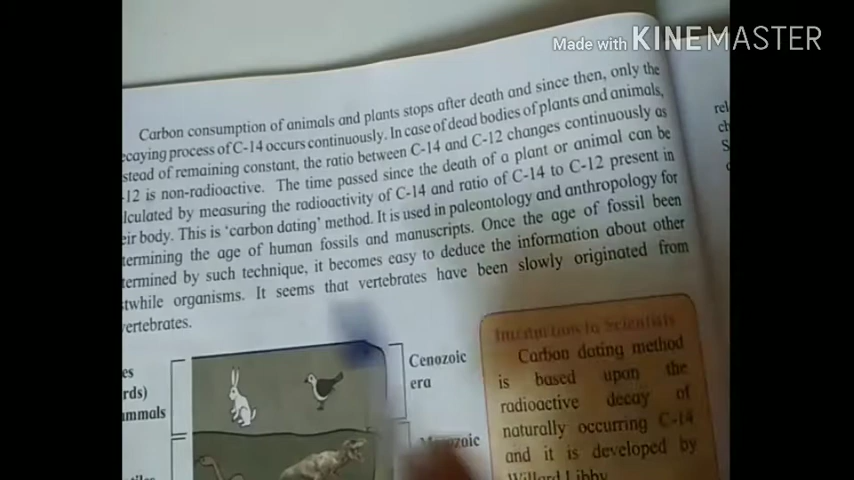 Made with KINEMASTER
Carbon consumption of animals and plants stops after death and since then, only the
ecaying process of C-14 occurs continuously. In case of dead bodies of plants and animals,
stead of remaining constant, the ratio between C-14 and C-12 changes continuously as
-12 is non-radioactive. The time passed since the death of a plant or animal can be
lculated by measuring the radioactivity of C-14 and ratio of C-14 to C-12 present in
eir body. This is 'carbon dating' method. It is used in paleontology and anthropology for
termining the age of human fossils and manuscripts. Once the age of fossil been
termined by such technique, it becomes easy to deduce the information about other
stwhile organisms. It seems that vertebrates have been slowly originated from
vertebrates.
rel
ch
S
es
rds)
ammals
Cenozoic
era
Mesozoic
Carbon dating method
is based upon the
radioactive decay of
naturally occurring C-14
and it is developed by
Willard Libby